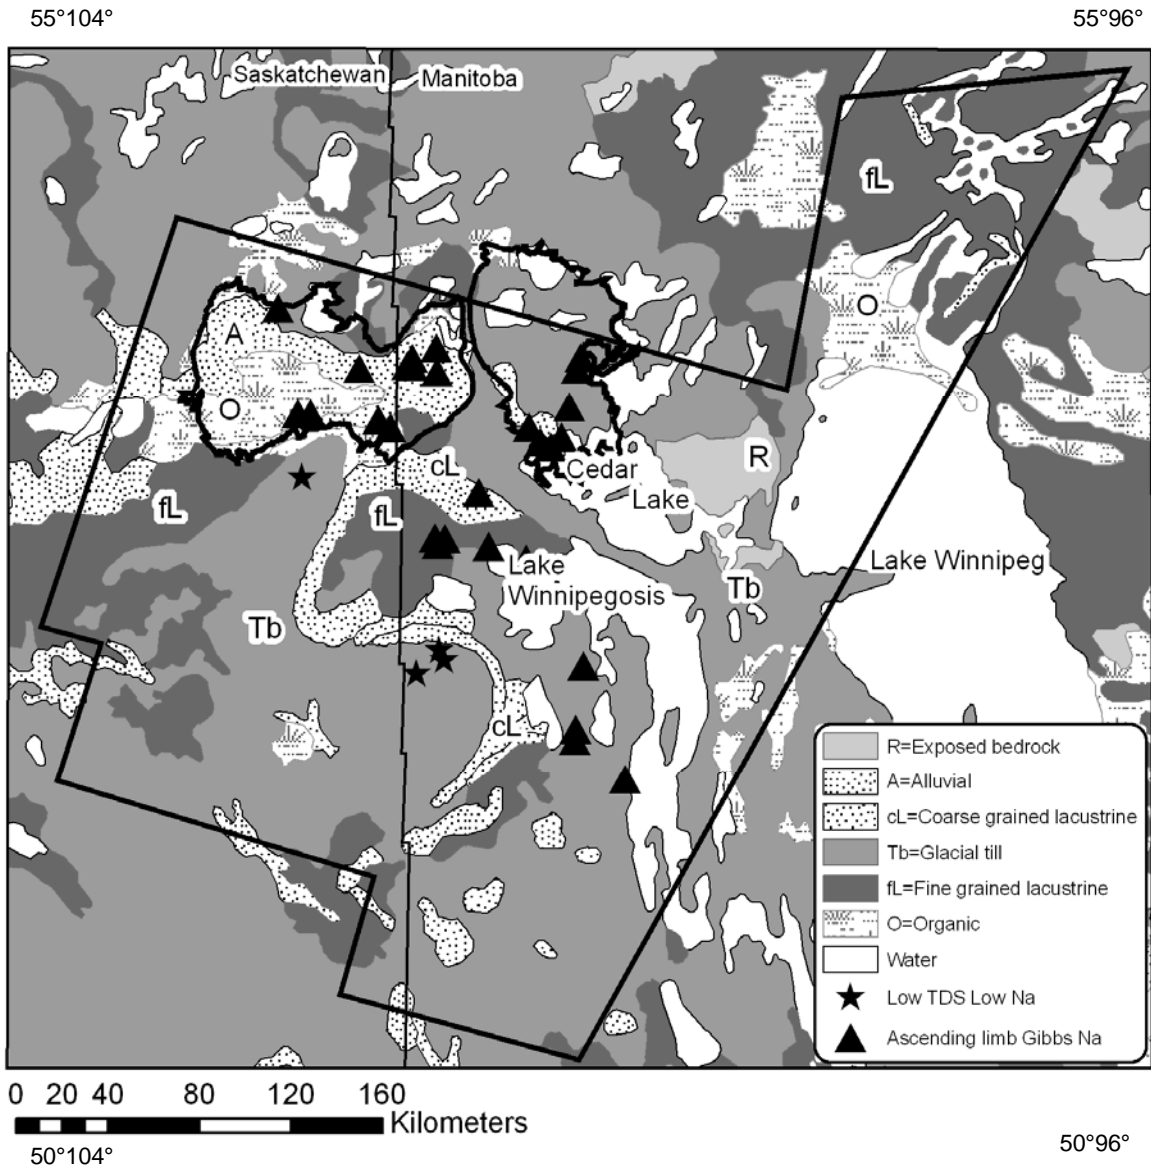 55°104°
55°96°
Saskatchewan
Manitoba
fL
O
A
O
R
Cedar
Lake
cL
fL
fL
Lake
Winnipegosis
Lake Winnipeg
Tb
Tb
cL
R=Exposed bedrock
A=Alluvial
cL=Coarse grained lacustrine
Tb=Glacial till
fL=Fine grained lacustrine
O=Organic
Water
Low TDS Low Na
Ascending limb Gibbs Na
0 20 40 80 120 160
Kilometers
50°104°
50°96°